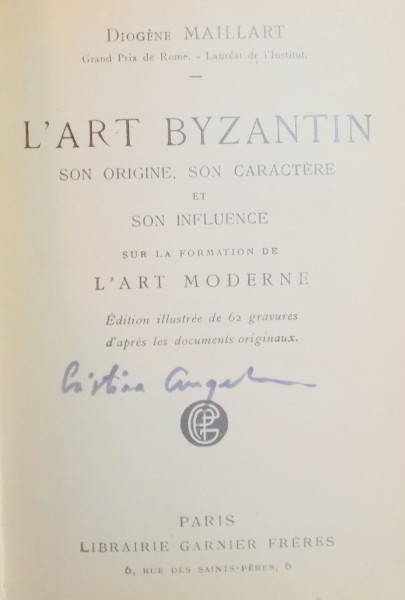 Diogène MAILLART
Grand Prix de Rome. - Lauréat de l'Institut.
L'ART BYZANTIN
SON ORIGINE, SON CARACTÈRE
ET
SON INFLUENCE
SUR LA FORMATION DE
L'ART MODERNE
Édition illustrée de 62 gravures
d'après les documents originaux.
Cristina
PARIS
LIBRAIRIE GARNIER FRÈRES
6, RUE DES SAINTS-PÈRES, 6